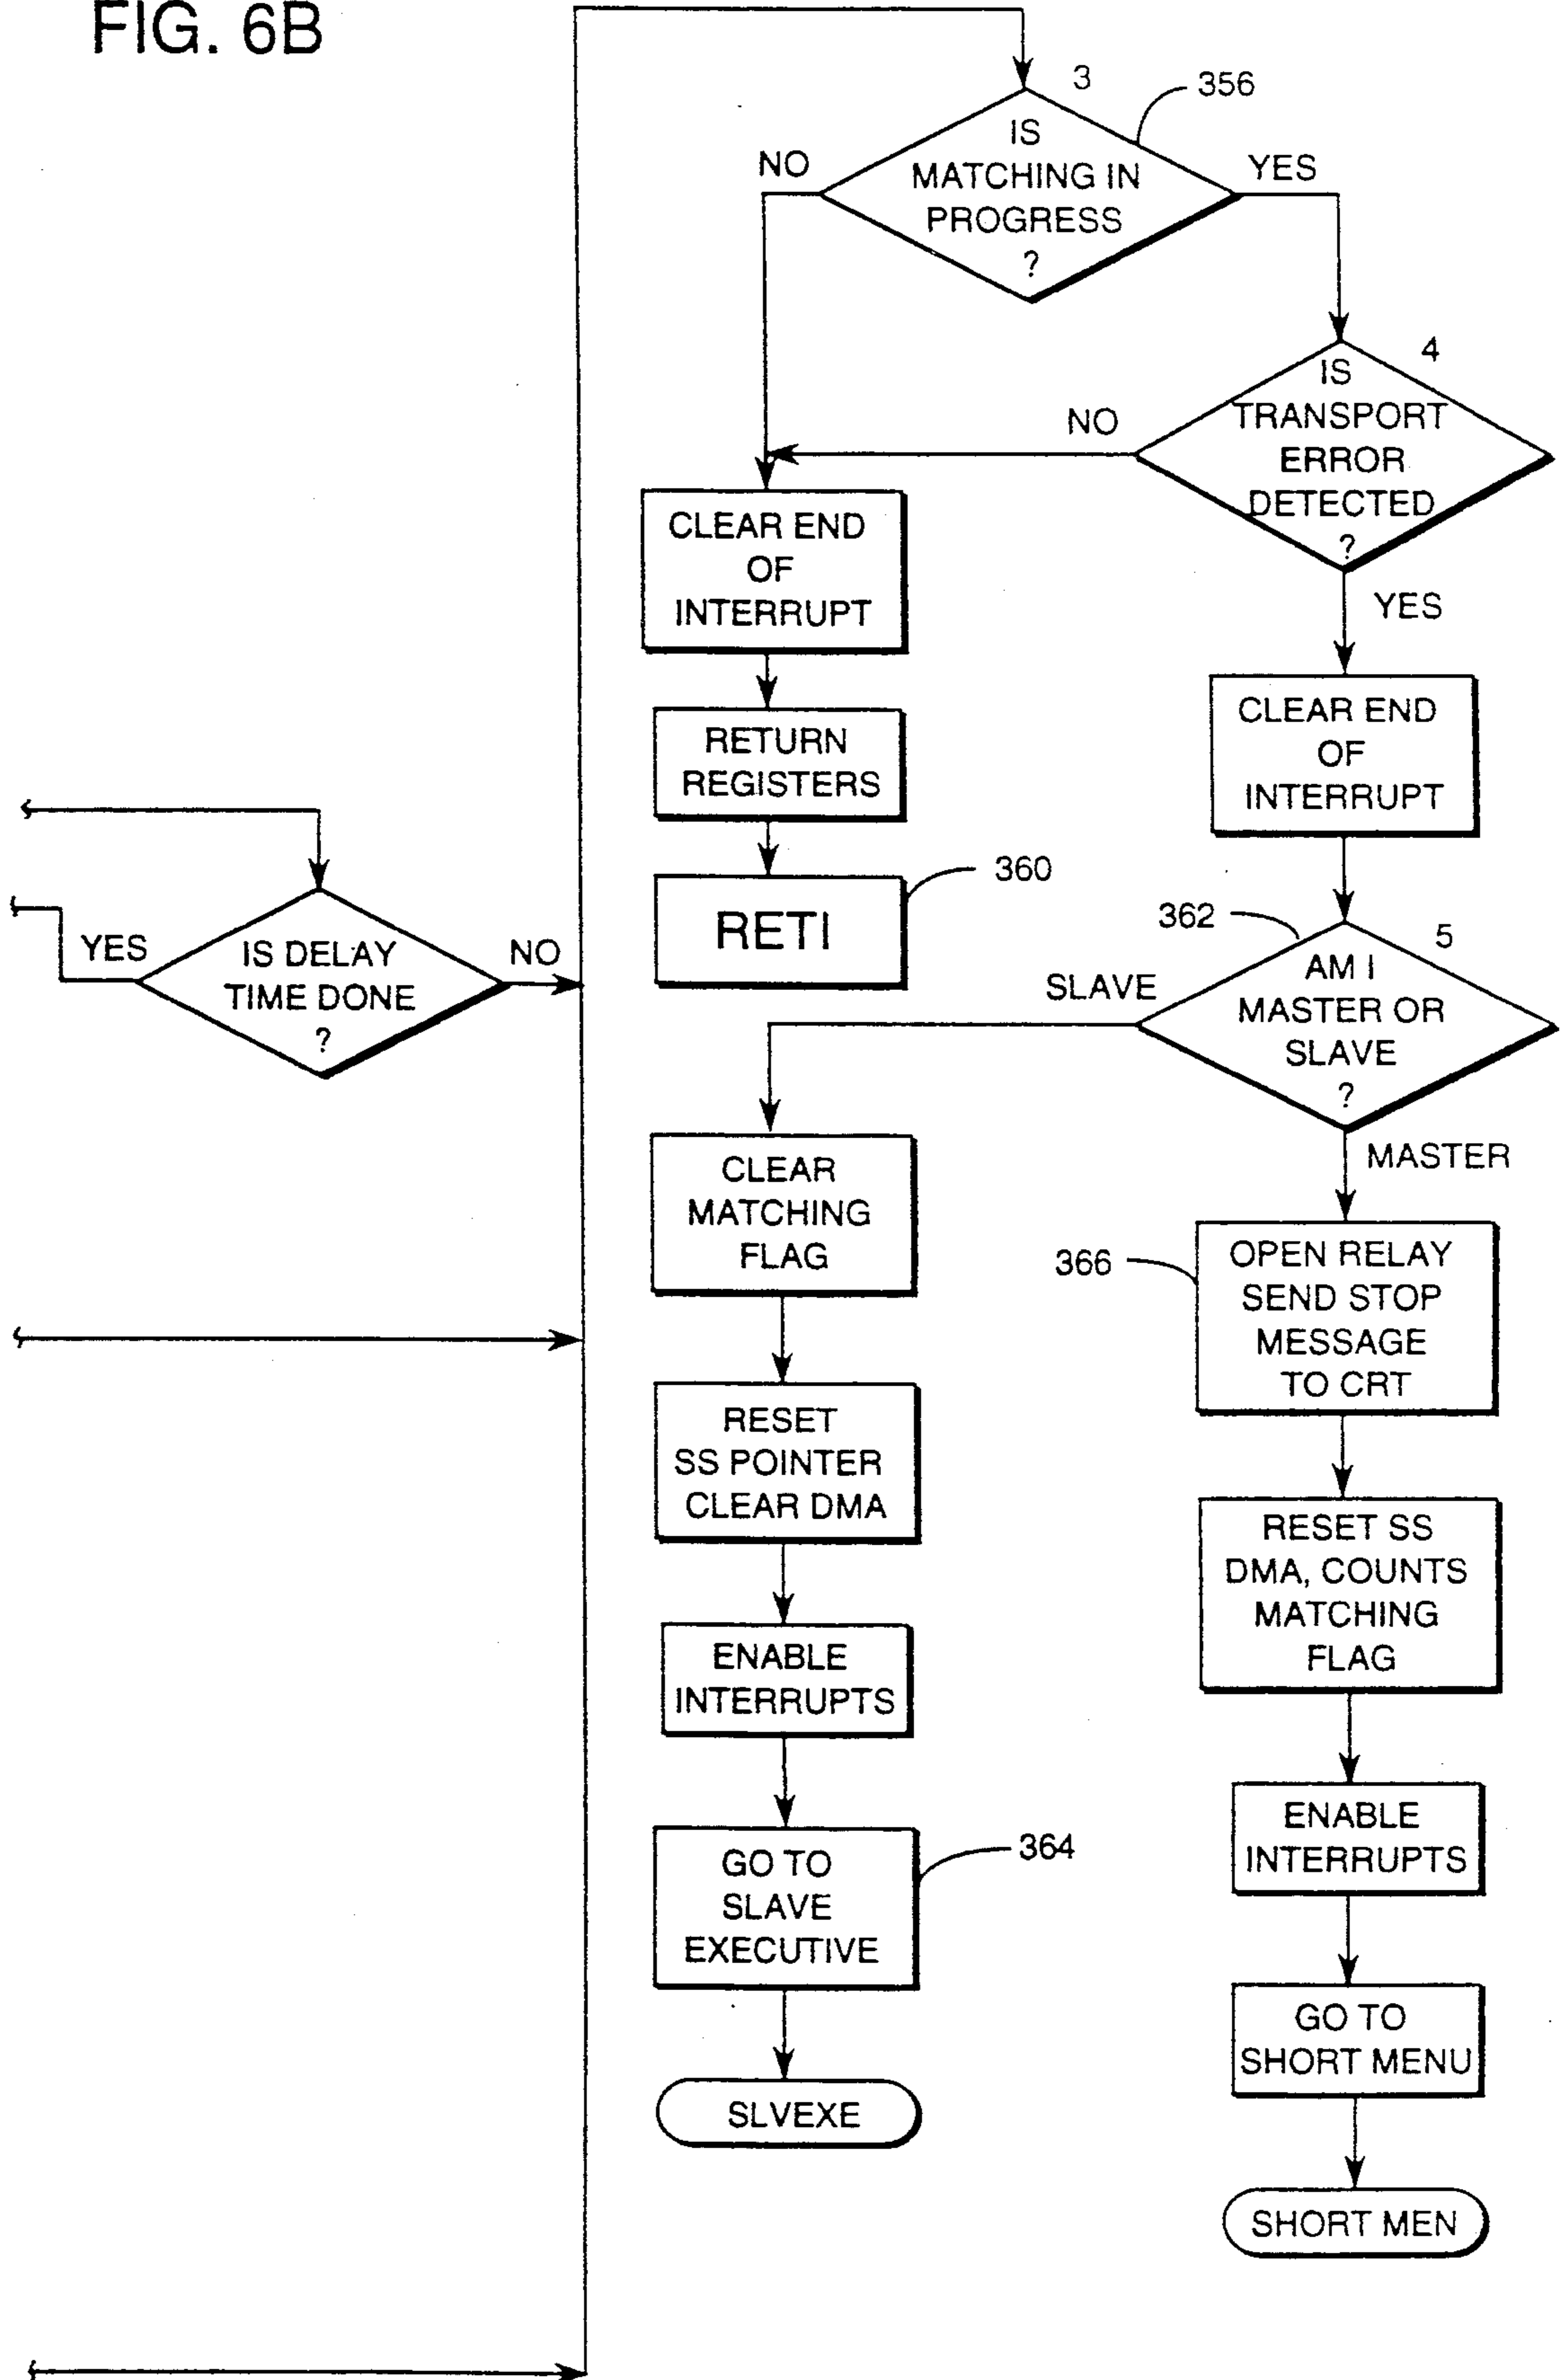 FIG. 6B
3
356
IS
MATCHING IN
PROGRESS
?
NO
YES
4
IS
TRANSPORT
ERROR
DETECTED
?
NO
YES
CLEAR END
OF
INTERRUPT
RETURN
REGISTERS
RETI
360
CLEAR END
OF
INTERRUPT
YES
IS DELAY
TIME DONE
?
NO
362
5
AM I
MASTER OR
SLAVE
?
SLAVE
MASTER
CLEAR
MATCHING
FLAG
RESET
SS POINTER
CLEAR DMA
ENABLE
INTERRUPTS
GO TO
SLAVE
EXECUTIVE
364
SLVEXE
366
OPEN RELAY
SEND STOP
MESSAGE
TO CRT
RESET SS
DMA, COUNTS
MATCHING
FLAG
ENABLE
INTERRUPTS
GO TO
SHORT MENU
SHORT MEN